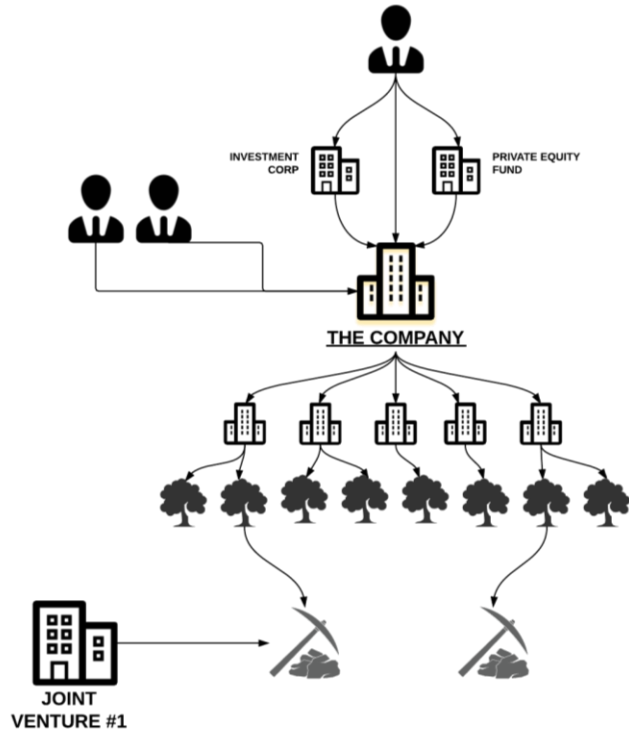 INVESTMENT
CORP
PRIVATE EQUITY
FUND
THE COMPANY
JOINT
VENTURE #1